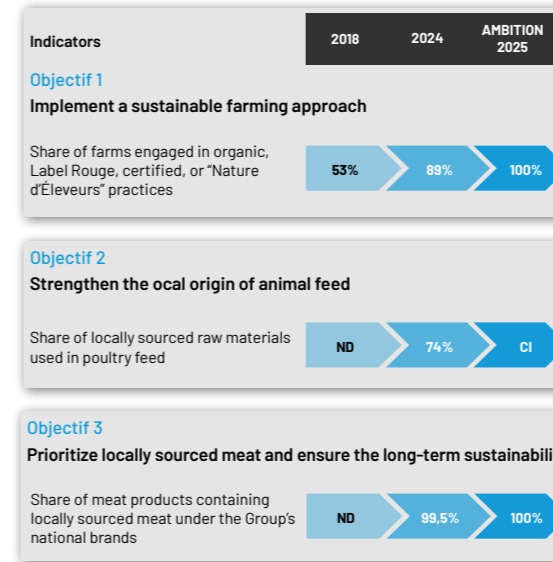 Indicators 2018 2024 AMBITION
2025
Objectif 1
Implement a sustainable farming approach
Share of farms engaged in organic,
Label Rouge, certified, or “Nature
d’Éleveurs” practices
53% 89% 100%
Objectif 2
Strengthen the ocal origin of animal feed
Share of locally sourced raw materials
used in poultry feed
ND 74% CI
Objectif 3
Prioritize locally sourced meat and ensure the long-term sustainabili
Share of meat products containing
locally sourced meat under the Group’s
national brands
ND 99,5% 100%